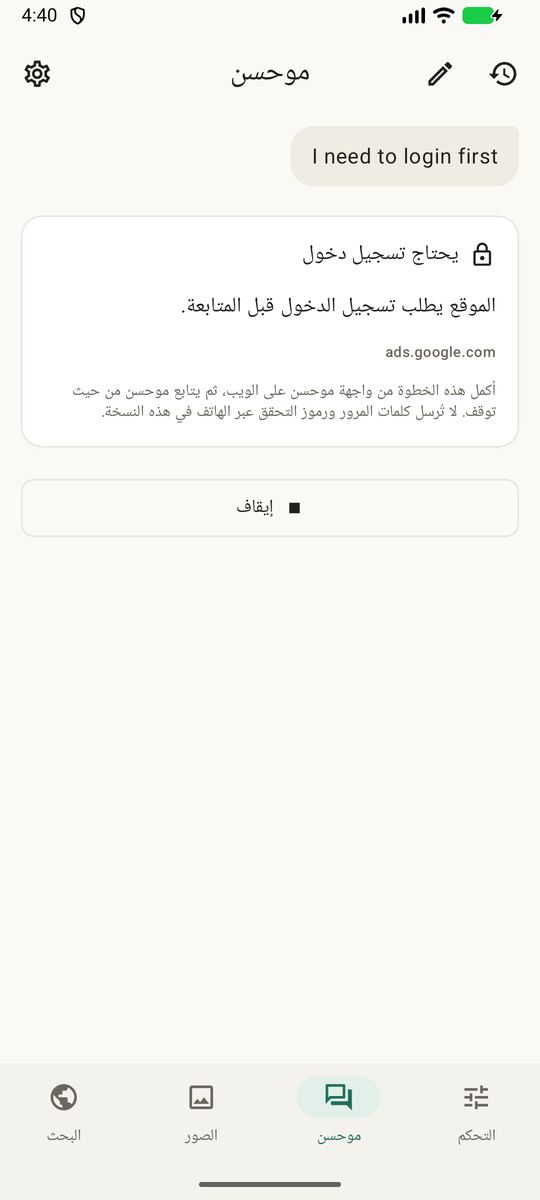 4:40
موحسن
I need to login first
يحتاج تسجيل دخول
الموقع يطلب تسجيل الدخول قبل المتابعة.
ads.google.com
أكمل هذه الخطوة من واجهة موحسن على الويب، ثم يتابع موحسن من حيث
توقف. لا تُرسل كلمات المرور ورموز التحقق عبر الهاتف في هذه النسخة.
إيقاف
التحكم
موحسن
الصور
البحث